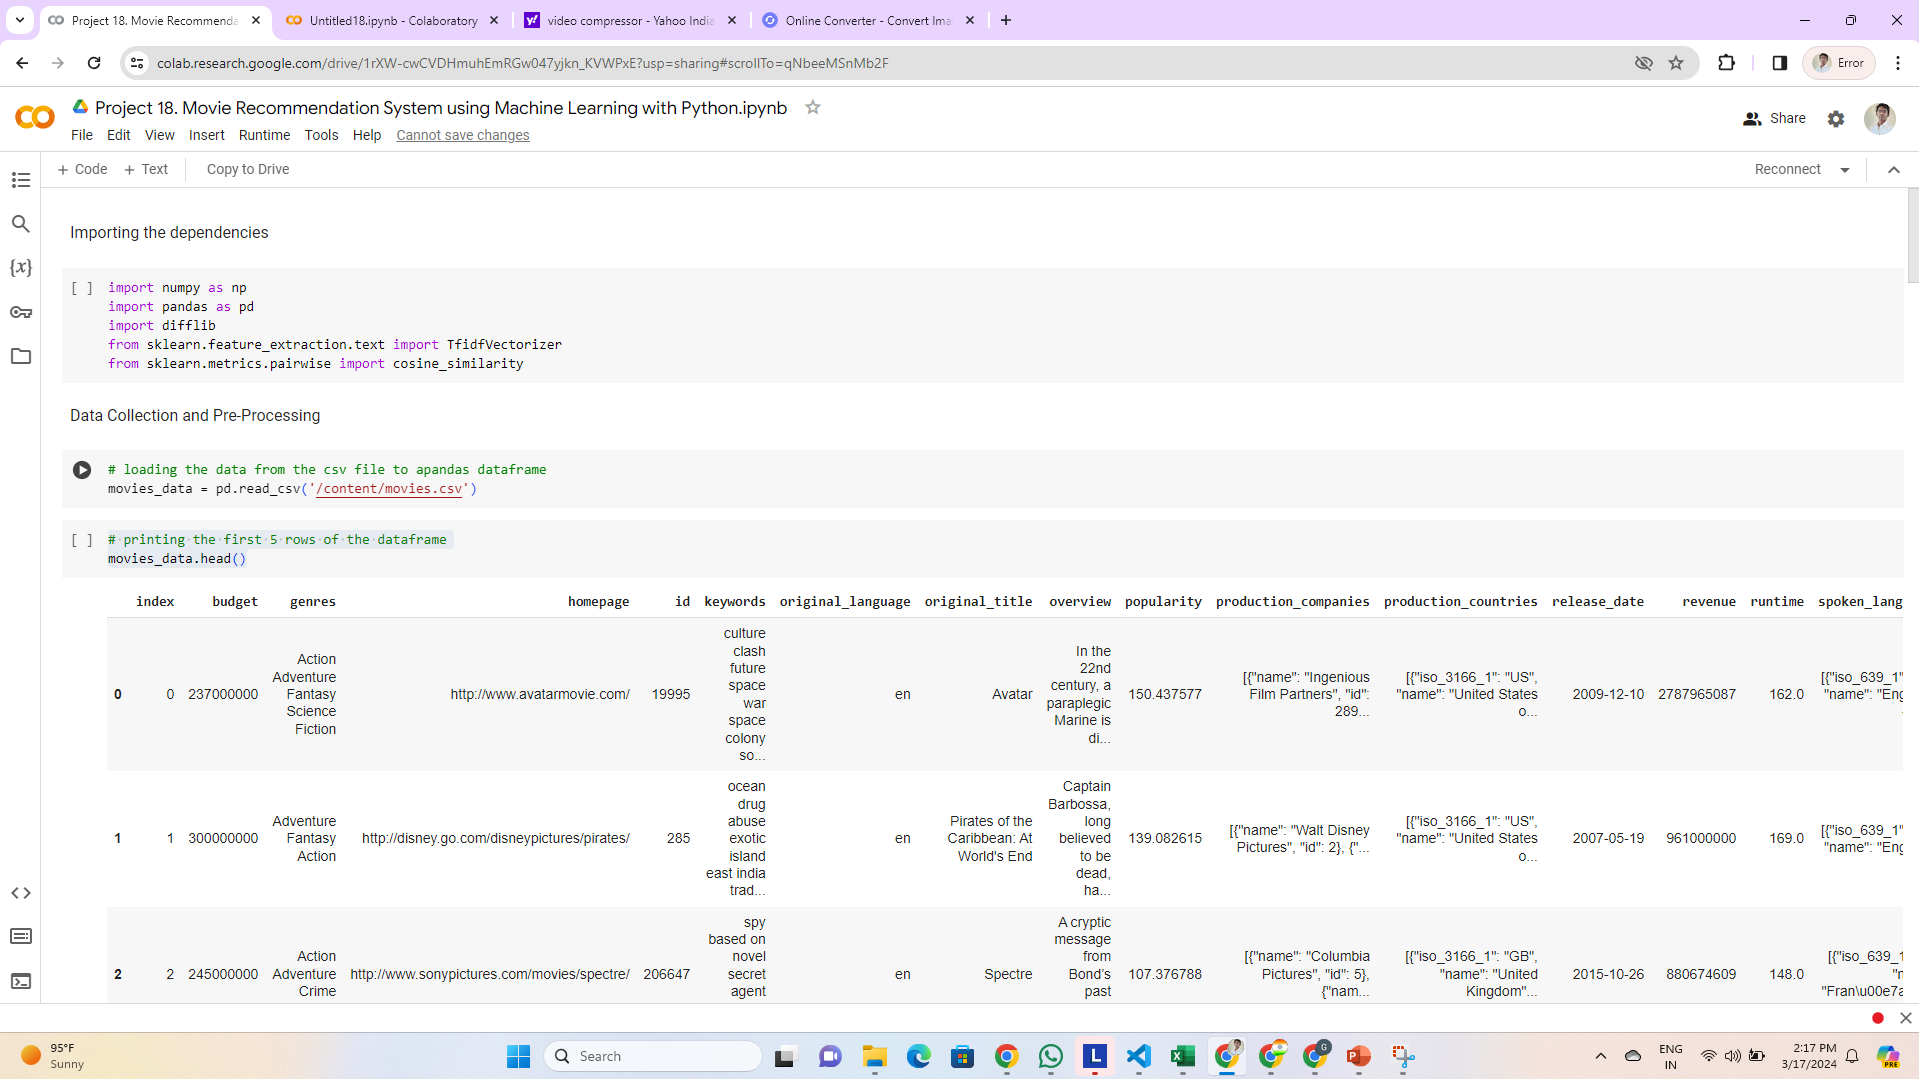 Project 18. Movie Recommenda
Untitled18.ipynb - Colaboratory
video compressor - Yahoo India
Online Converter - Convert Ima
colab.research.google.com/drive/1rXW-cwCVDHmuhEmRGw047yjkn_KVWPxE?usp=sharing#scrollTo=qNbeeMSnMb2F
Error
Project 18. Movie Recommendation System using Machine Learning with Python.ipynb
File Edit View Insert Runtime Tools Help Cannot save changes
Share
+ Code + Text Copy to Drive
Reconnect
{x}
Importing the dependencies
[ ] import numpy as np
import pandas as pd
import difflib
from sklearn.feature_extraction.text import TfidfVectorizer
from sklearn.metrics.pairwise import cosine_similarity
Data Collection and Pre-Processing
# loading the data from the csv file to apandas dataframe
movies_data = pd.read_csv('/content/movies.csv')
[ ] # printing the first 5 rows of the dataframe
movies_data.head()
index budget genres homepage id keywords original_language original_title overview popularity production_companies production_countries release_date revenue runtime spoken_lang
0 0 237000000
Action
Adventure
Fantasy
Science
Fiction
http://www.avatarmovie.com/ 19995
culture
clash
future
space
war
space
colony
so...
en Avatar
In the
22nd
century, a
paraplegic
Marine is
di...
150.437577
[{"name": "Ingenious
Film Partners", "id":
289...
[{"iso_3166_1": "US",
"name": "United States
o...
2009-12-10 2787965087 162.0
[{"iso_639_1"
"name": "Eng
1 1 300000000
Adventure
Fantasy
Action
http://disney.go.com/disneypictures/pirates/ 285
ocean
drug
abuse
exotic
island
east india
trad...
en
Pirates of the
Caribbean: At
World's End
Captain
Barbossa,
long
believed
to be
dead,
ha...
139.082615
[{"name": "Walt Disney
Pictures", "id": 2}, {"...
[{"iso_3166_1": "US",
"name": "United States
o...
2007-05-19 961000000 169.0
[{"iso_639_1"
"name": "Eng
2 2 245000000
Action
Adventure
Crime
http://www.sonypictures.com/movies/spectre/ 206647
spy
based on
novel
secret
agent
en Spectre
A cryptic
message
from
Bond's
past
107.376788
[{"name": "Columbia
Pictures", "id": 5},
{"nam...
[{"iso_3166_1": "GB",
"name": "United
Kingdom"...
2015-10-26 880674609 148.0
[{"iso_639_1
"n
"Fran\u00e7a
95°F
Sunny
Search
L
G
ENG
IN
2:17 PM
3/17/2024
PRE